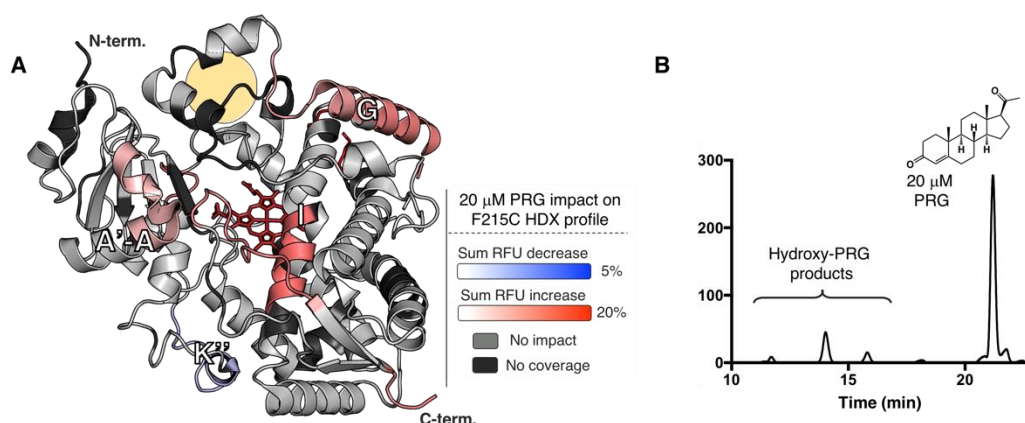 A
N-term.
G
I
A'-A
K"
C-term.
20 μM PRG impact on
F215C HDX profile
Sum RFU decrease
5%
Sum RFU increase
20%
No impact
No coverage
B
O
H
H
H
O
20 μM
PRG
300
200
100
0
Hydroxy-PRG
products
10
15
20
Time (min)